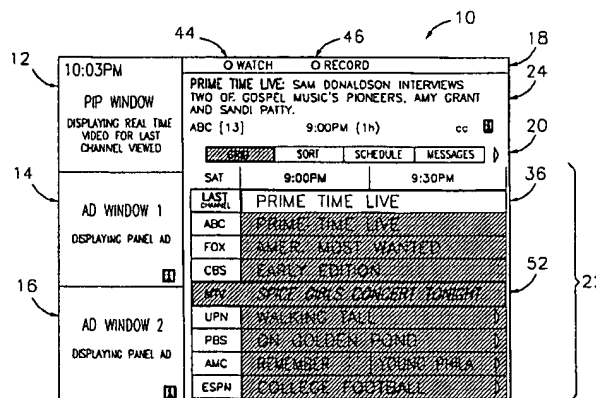 10
44
46
12
18
O WATCH O RECORD
10:03PM
24
PRIME TIME LIVE: SAM DONALDSON INTERVIEWS
TWO OF GOSPEL MUSIC'S PIONEERS, AMY GRANT
AND SANDI PATTY.
PIP WINDOW
DISPLAYING REAL TIME
VIDEO FOR LAST
CHANNEL VIEWED
ABC [13] 9:00PM (1h) cc
20
GRID SORT SCHEDULE MESSAGES
14
SAT 9:00PM 9:30PM
36
LAST CHANNEL PRIME TIME LIVE
AD WINDOW 1
ABC PRIME TIME LIVE
DISPLAYING PANEL AD
FOX AMER. MOST WANTED
CBS EARLY EDITION
52
16
MTV SPICE GIRLS CONCERT TONIGHT
AD WINDOW 2
UPN WALKING TALL
DISPLAYING PANEL AD
PBS ON GOLDEN POND
AMC REMEMBER YOUNG PHILA
ESPN COLLEGE FOOTBALL